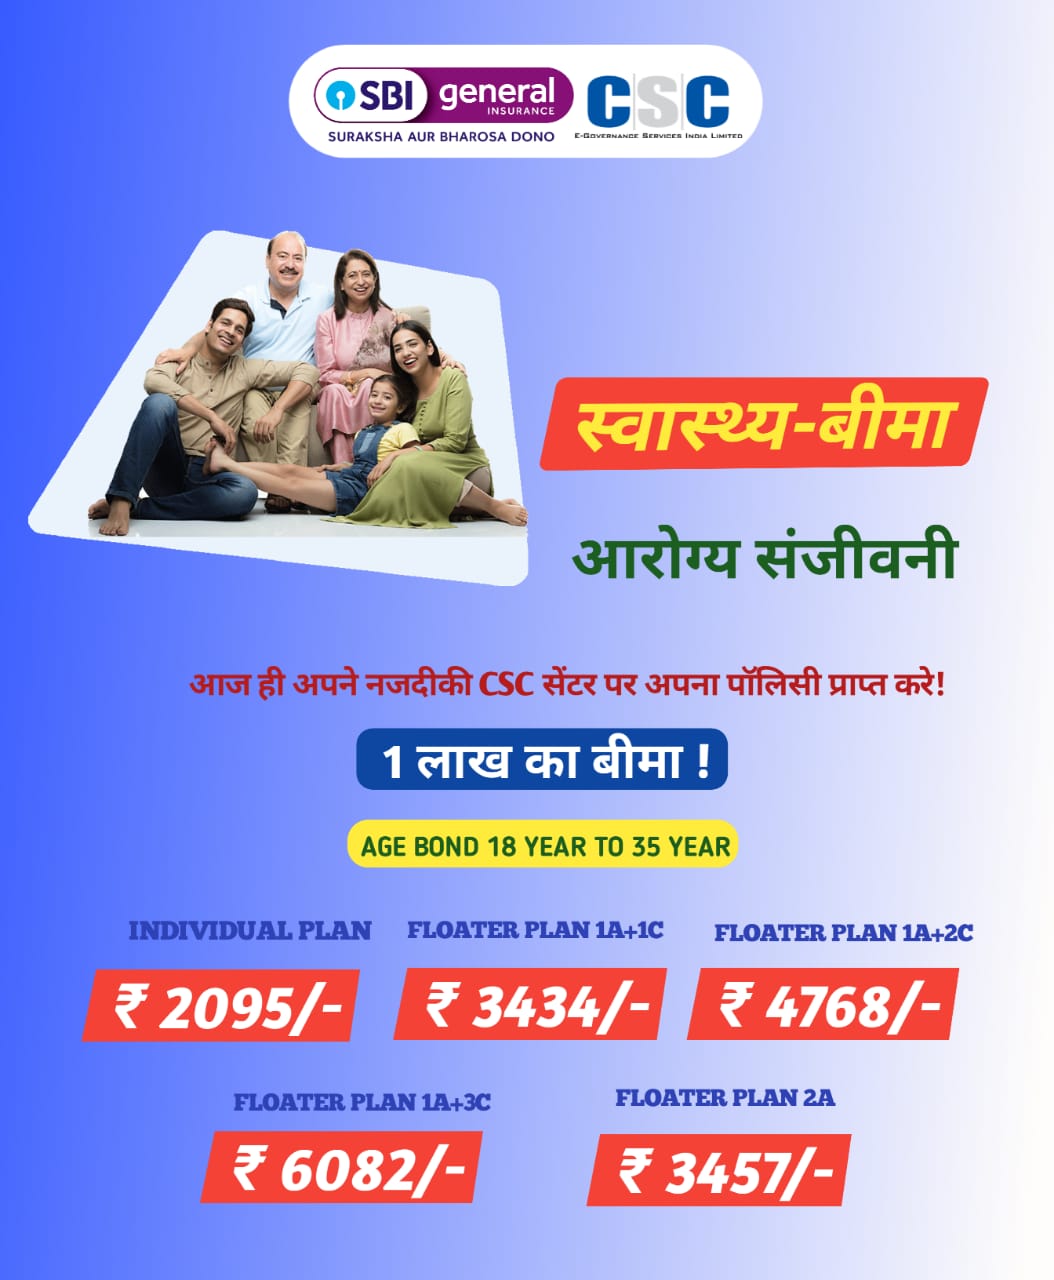 SBI general
INSURANCE
SURAKSHA AUR BHAROSA DONO
CSC
E-GOVERNANCE SERVICES INDIA LIMITED
स्वास्थ्य-बीमा
आरोग्य संजीवनी
आज ही अपने नजदीकी CSC सेंटर पर अपना पॉलिसी प्राप्त करे!
1 लाख का बीमा !
AGE BOND 18 YEAR TO 35 YEAR
INDIVIDUAL PLAN
₹ 2095/-
FLOATER PLAN 1A+1C
₹ 3434/-
FLOATER PLAN 1A+2C
₹ 4768/-
FLOATER PLAN 1A+3C
₹ 6082/-
FLOATER PLAN 2A
₹ 3457/-